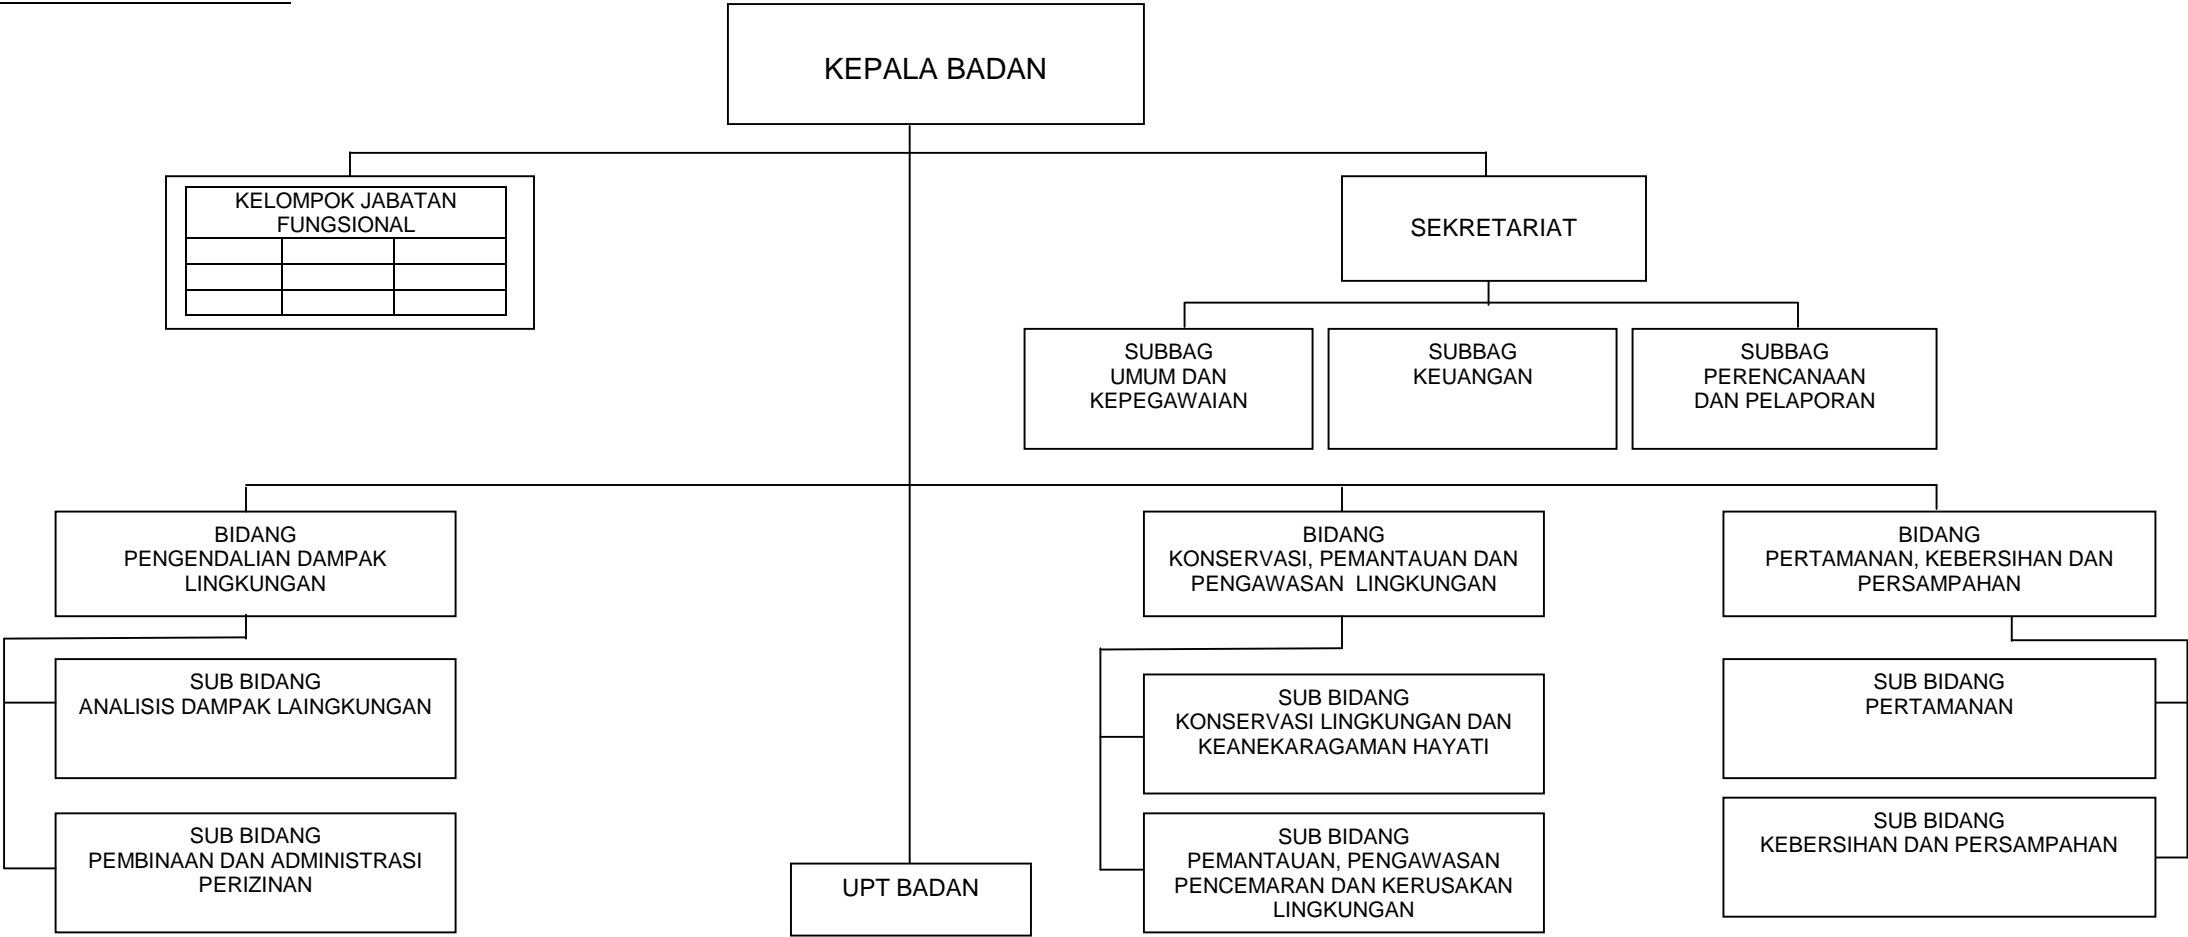 KEPALA BADAN
KELOMPOK JABATAN
FUNGSIONAL
SEKRETARIAT
SUBBAG
UMUM DAN
KEPEGAWAIAN
SUBBAG
KEUANGAN
SUBBAG
PERENCANAAN
DAN PELAPORAN
BIDANG
PENGENDALIAN DAMPAK
LINGKUNGAN
BIDANG
KONSERVASI, PEMANTAUAN DAN
PENGAWASAN  LINGKUNGAN
BIDANG
PERTAMANAN, KEBERSIHAN DAN
PERSAMPAHAN
SUB BIDANG
ANALISIS DAMPAK LAINGKUNGAN
SUB BIDANG
KONSERVASI LINGKUNGAN DAN
KEANEKARAGAMAN HAYATI
SUB BIDANG
PERTAMANAN
SUB BIDANG
PEMBINAAN DAN ADMINISTRASI
PERIZINAN
UPT BADAN
SUB BIDANG
PEMANTAUAN, PENGAWASAN
PENCEMARAN DAN KERUSAKAN
LINGKUNGAN
SUB BIDANG
KEBERSIHAN DAN PERSAMPAHAN